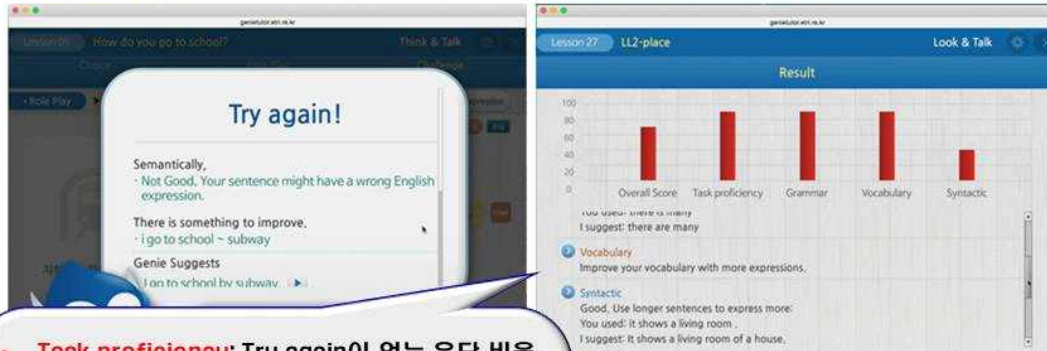 genietutor.etri.re.kr
Lesson 01 How do you go to school? Think & Talk
Role Play
Try again!
Semantically,
· Not Good, Your sentence might have a wrong English
expression.
There is something to improve,
· i go to school ~ subway
Genie Suggests
I go to school by subway.
genietutor.etri.re.kr
Lesson 27 LL2-place Look & Talk
Result
100
80
60
40
20
0
Overall Score Task proficiency Grammar Vocabulary Syntactic
You used: there is many
I suggest: there are many
Vocabulary
Improve your vocabulary with more expressions,
Syntactic
Good, Use longer sentences to express more:
You used: it shows a living room .
I suggest: It shows a living room of a house,
Task proficiency: Try again이 없는 응답 비율